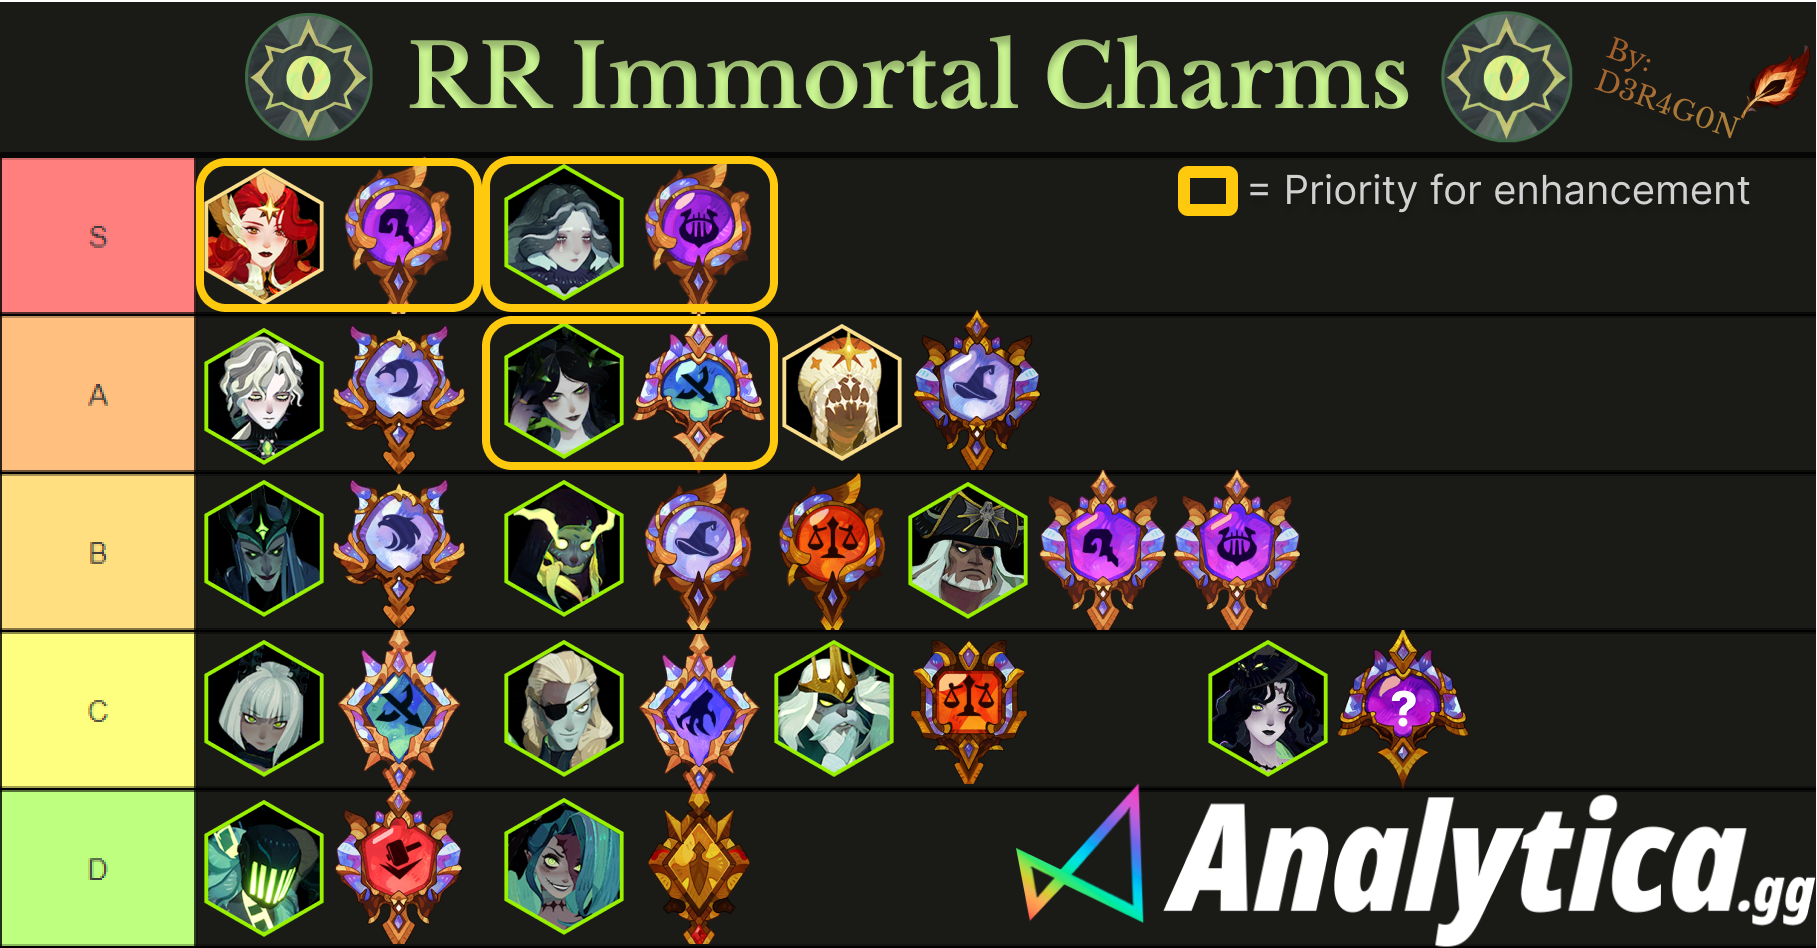 RR Immortal Charms
By:
D3R4G0N
S
= Priority for enhancement
A
B
C
?
D
Analytica.gg